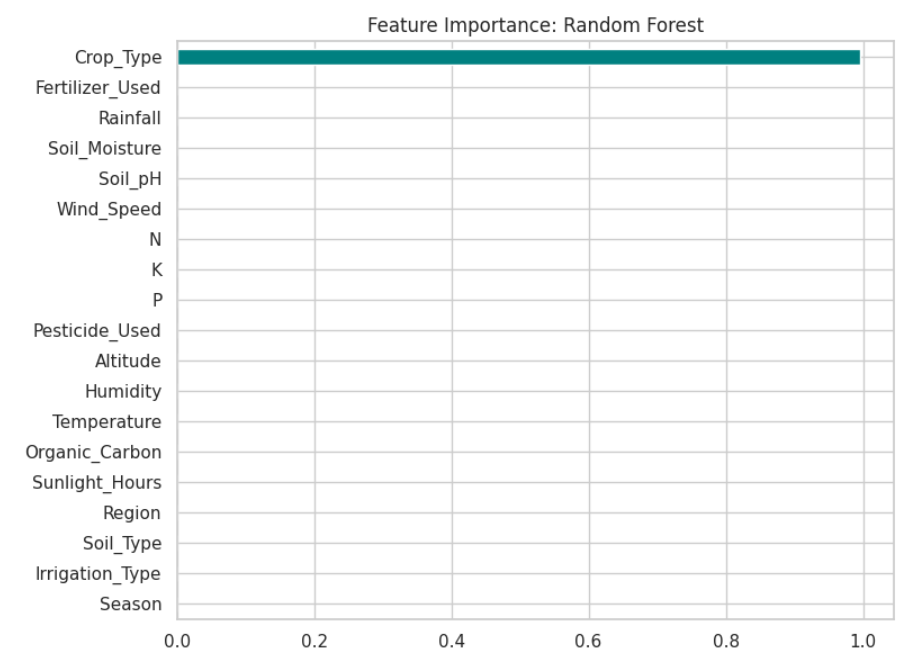 Feature Importance: Random Forest
Crop_Type
Fertilizer_Used
Rainfall
Soil_Moisture
Soil_pH
Wind_Speed
N
K
P
Pesticide_Used
Altitude
Humidity
Temperature
Organic_Carbon
Sunlight_Hours
Region
Soil_Type
Irrigation_Type
Season
0.0 0.2 0.4 0.6 0.8 1.0